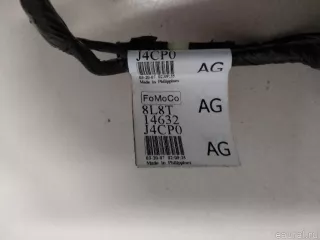 J4CP0
AG
Made in Philippines
FoMoCo
8L8T
AG
14632
J4CP0
AG
Made in Philippines